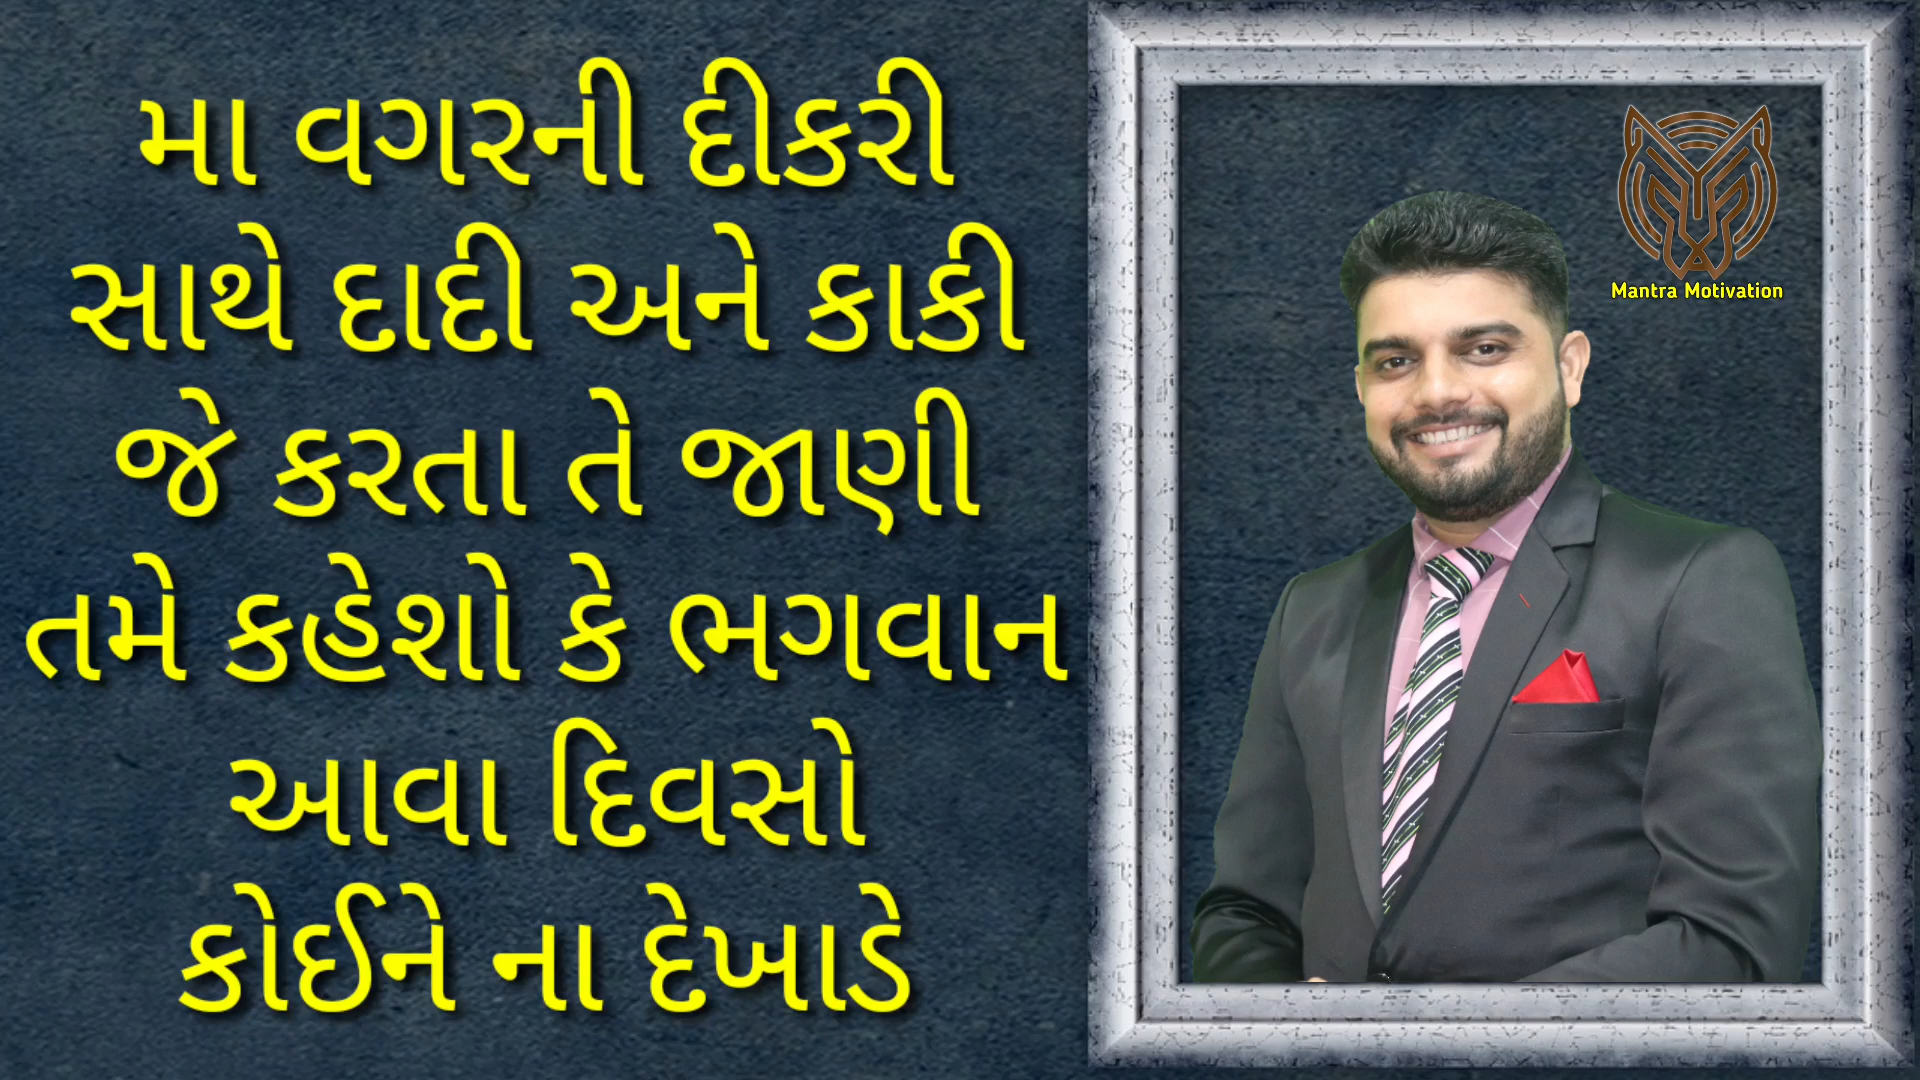 મા વગરની દીકરી
સાથે દાદી અને કાકી
જે કરતા તે જાણી
તમે કહેશો કે ભગવાન
આવા દિવસો
કોઈને ના દેખાડે
Mantra Motivation